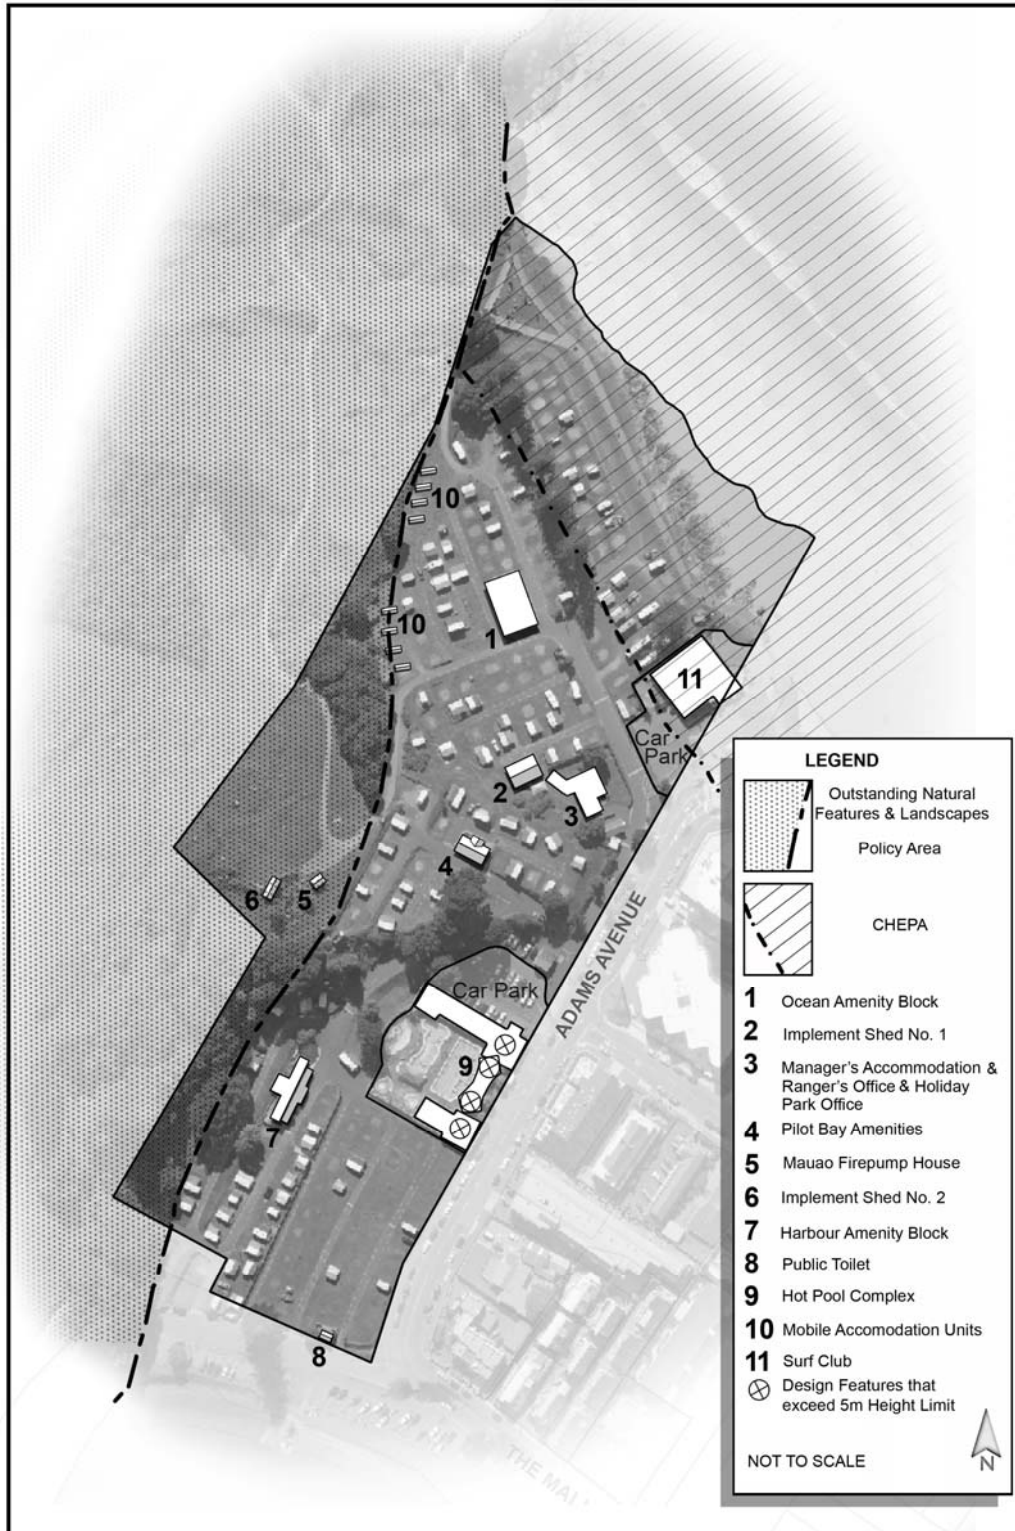 10
10
1
11
Car
Park
2
3
4
6
5
ADAMS AVENUE
Car Park
9
7
8
THE MAL
LEGEND
Outstanding Natural
Features & Landscapes
Policy Area
CHEPA
1 Ocean Amenity Block
2 Implement Shed No. 1
3 Manager's Accommodation &
Ranger's Office & Holiday
Park Office
4 Pilot Bay Amenities
5 Mauao Firepump House
6 Implement Shed No. 2
7 Harbour Amenity Block
8 Public Toilet
9 Hot Pool Complex
10 Mobile Accomodation Units
11 Surf Club
Design Features that
exceed 5m Height Limit
NOT TO SCALE
N